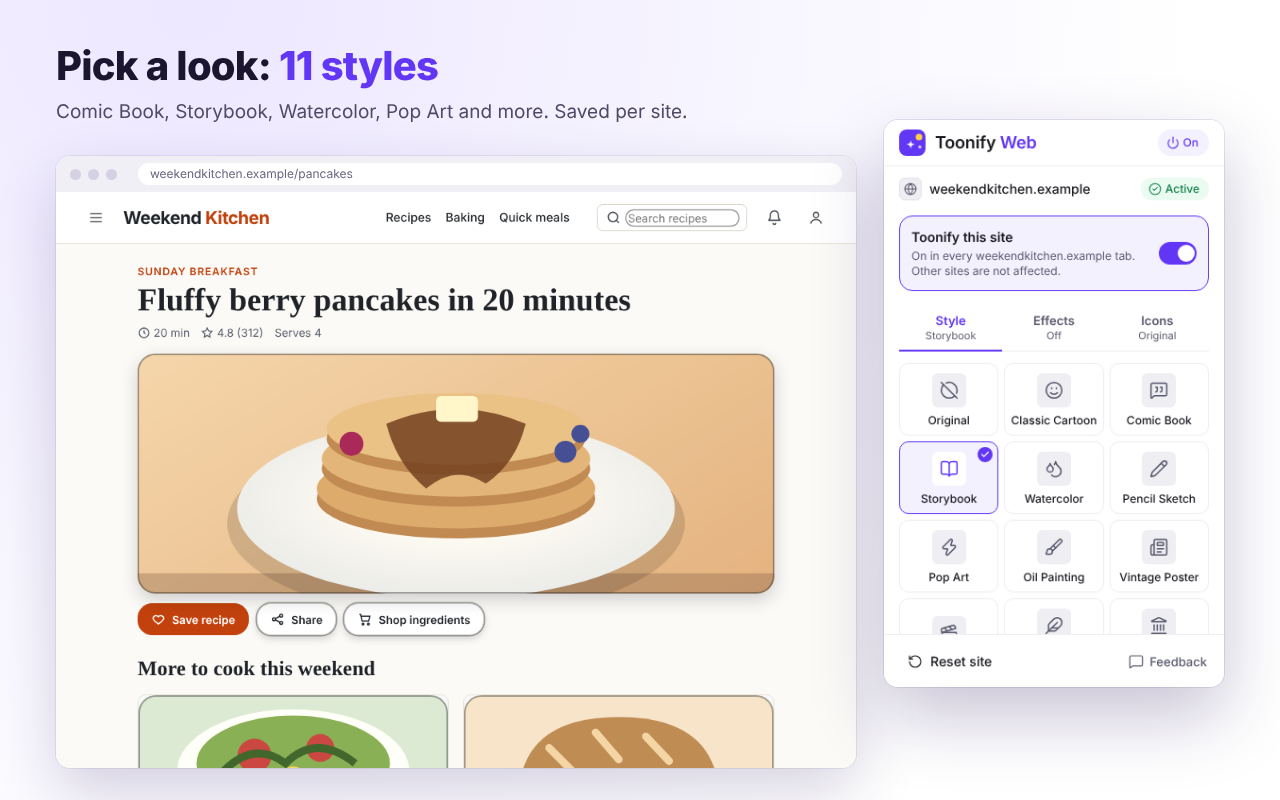 Pick a look: 11 styles
Comic Book, Storybook, Watercolor, Pop Art and more. Saved per site.
weekendkitchen.example/pancakes
Weekend Kitchen
Recipes Baking Quick meals
Search recipes
SUNDAY BREAKFAST
Fluffy berry pancakes in 20 minutes
20 min 4.8 (312) Serves 4
Save recipe Share Shop ingredients
More to cook this weekend
Toonify Web
On
weekendkitchen.example
Active
Toonify this site
On in every weekendkitchen.example tab.
Other sites are not affected.
Style Effects Icons
Storybook Off Original
Original Classic Cartoon Comic Book
Storybook Watercolor Pencil Sketch
Pop Art Oil Painting Vintage Poster
Reset site Feedback